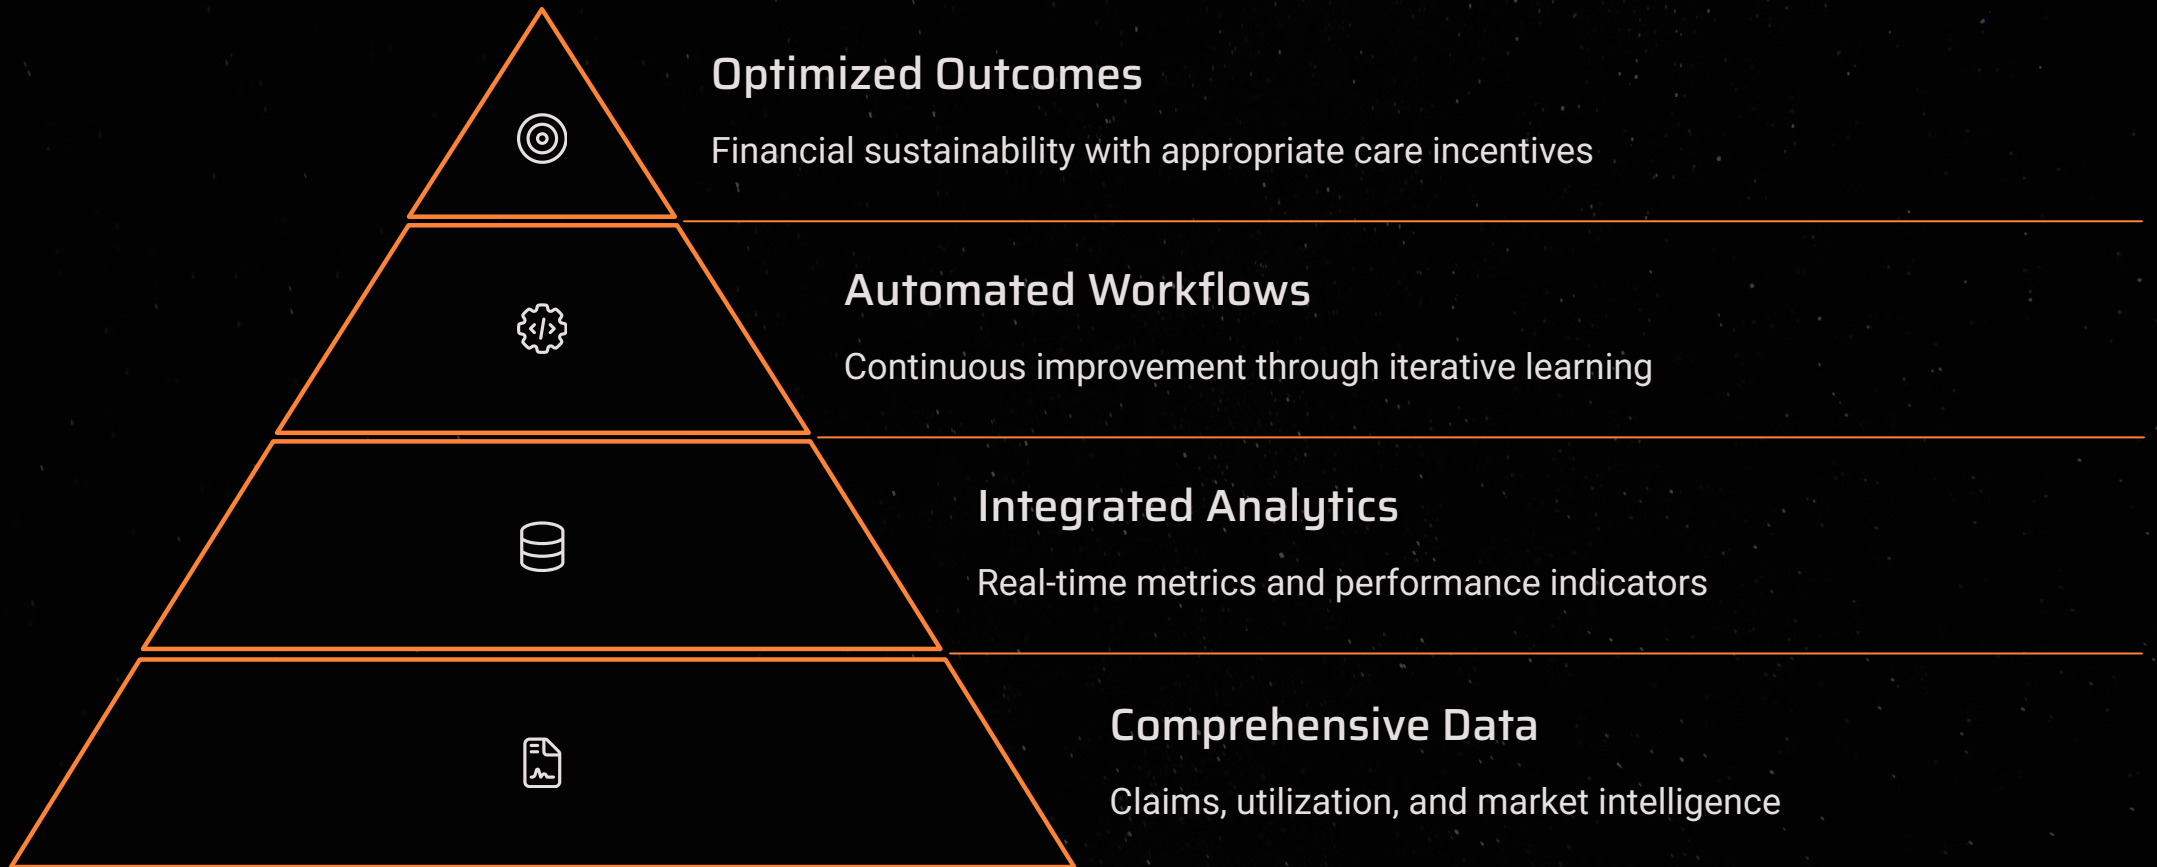 Optimized Outcomes
Financial sustainability with appropriate care incentives
Automated Workflows
Continuous improvement through iterative learning
Integrated Analytics
Real-time metrics and performance indicators
Comprehensive Data
Claims, utilization, and market intelligence